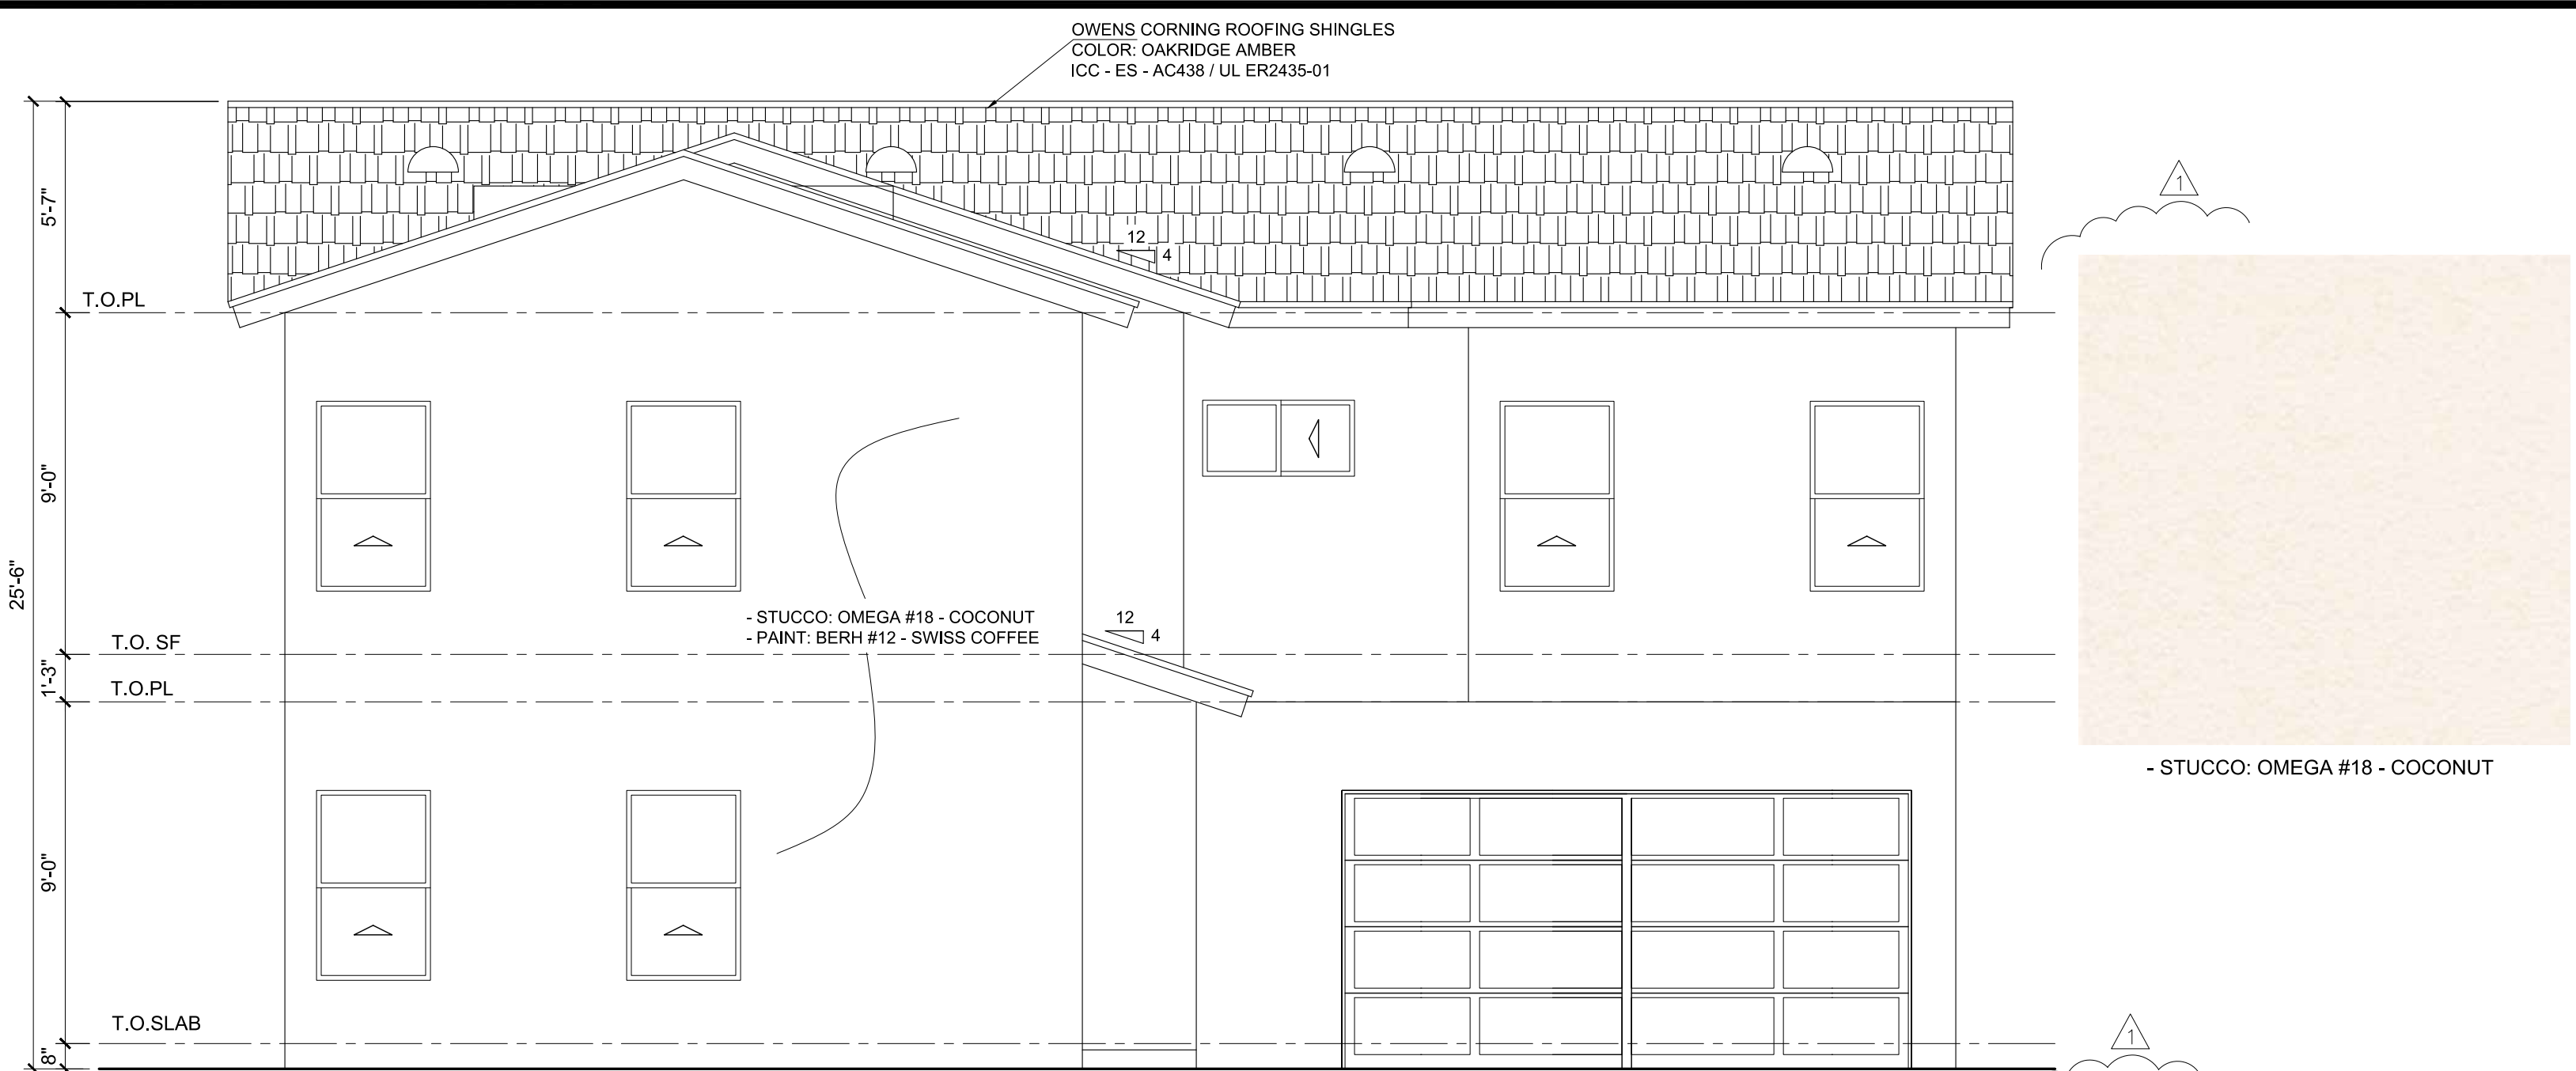 OWENS CORNING ROOFING SHINGLES
COLOR: OAKRIDGE AMBER
ICC - ES - AC438 / UL ER2435-01
1
5'-7"
12
4
T.O.PL
9'-0"
25'-6"
- STUCCO: OMEGA #18 - COCONUT
- PAINT: BERH #12 - SWISS COFFEE
12
4
T.O. SF
1'-3"
T.O.PL
- STUCCO: OMEGA #18 - COCONUT
9'-0"
T.O.SLAB
8"
1